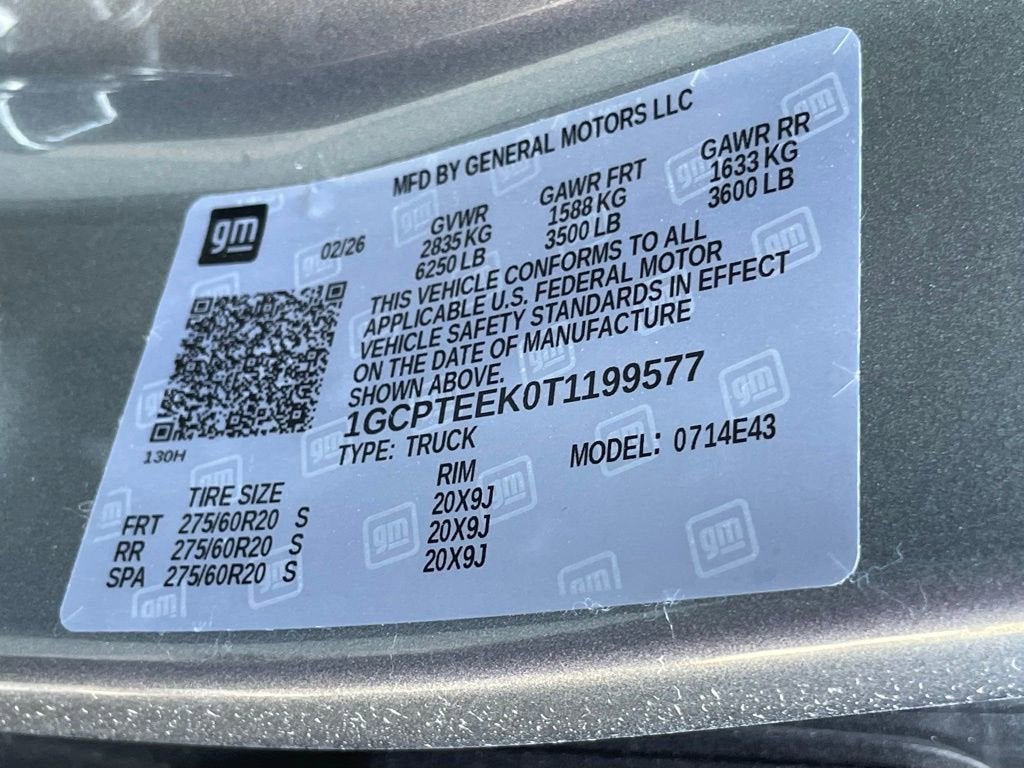 MFD BY GENERAL MOTORS LLC
gm
02/26
GVWR
2835 KG
6250 LB
GAWR FRT
1588 KG
3500 LB
GAWR RR
1633 KG
3600 LB
THIS VEHICLE CONFORMS TO ALL
APPLICABLE U.S. FEDERAL MOTOR
VEHICLE SAFETY STANDARDS IN EFFECT
ON THE DATE OF MANUFACTURE
SHOWN ABOVE.
1GCPTEEK0T1199577
130H
TYPE: TRUCK
MODEL: 0714E43
TIRE SIZE RIM
FRT 275/60R20 S 20X9J
RR 275/60R20 S 20X9J
SPA 275/60R20 S 20X9J